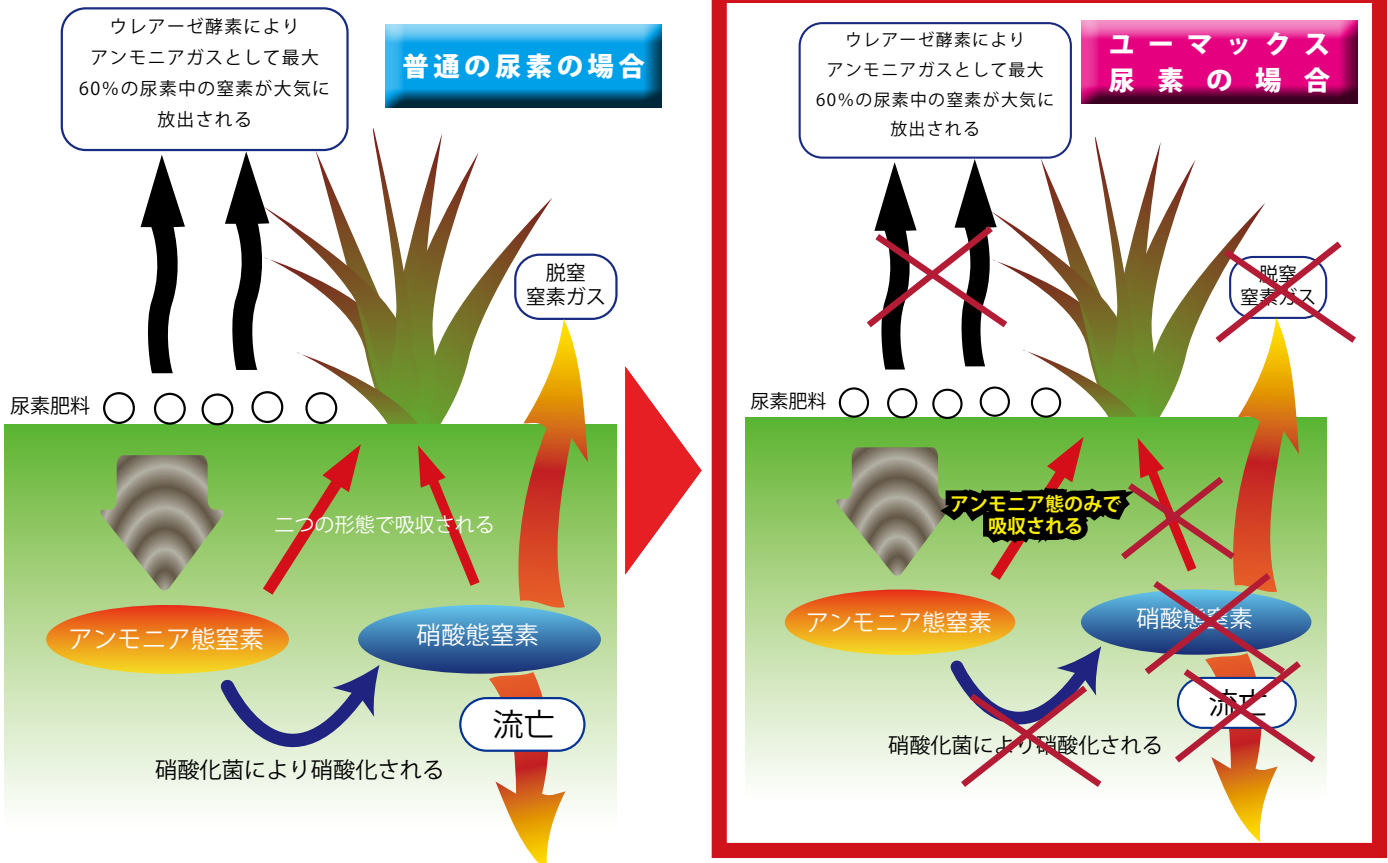 ウレアーゼ酵素により
アンモニアガスとして最大
60%の尿素中の窒素が大気に
放出される
普通の尿素の場合
脱窒
窒素ガス
尿素肥料
二つの形態で吸収される
アンモニア態窒素
硝酸態窒素
流亡
硝酸化菌により硝酸化される
ウレアーゼ酵素により
アンモニアガスとして最大
60%の尿素中の窒素が大気に
放出される
ユーマックス
尿素の場合
脱窒
窒素ガス
尿素肥料
アンモニア態のみで
吸収される
アンモニア態窒素
硝酸態窒素
流亡
硝酸化菌により硝酸化される